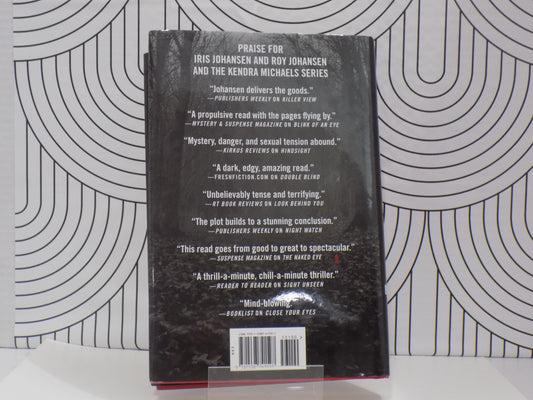 PRAISE FOR
IRIS JOHANSEN AND ROY JOHANSEN
AND THE KENDRA MICHAELS SERIES
"Johansen delivers the goods."
—PUBLISHERS WEEKLY ON KILLER VIEW
"A propulsive read with the pages flying by."
—MYSTERY & SUSPENSE MAGAZINE ON BLINK OF AN EYE
"Mystery, danger, and sexual tension abound."
—KIRKUS REVIEWS ON HINDSIGHT
"A dark, edgy, amazing read."
—FRESHFICTION.COM ON DOUBLE BLIND
"Unbelievably tense and terrifying."
—RT BOOK REVIEWS ON LOOK BEHIND YOU
"The plot builds to a stunning conclusion."
—PUBLISHERS WEEKLY ON NIGHT WATCH
"This read goes from good to great to spectacular."
—SUSPENSE MAGAZINE ON THE NAKED EYE
"A thrill-a-minute, chill-a-minute thriller."
—READER TO READER ON SIGHT UNSEEN
"Mind-blowing."
—BOOKLIST ON CLOSE YOUR EYES